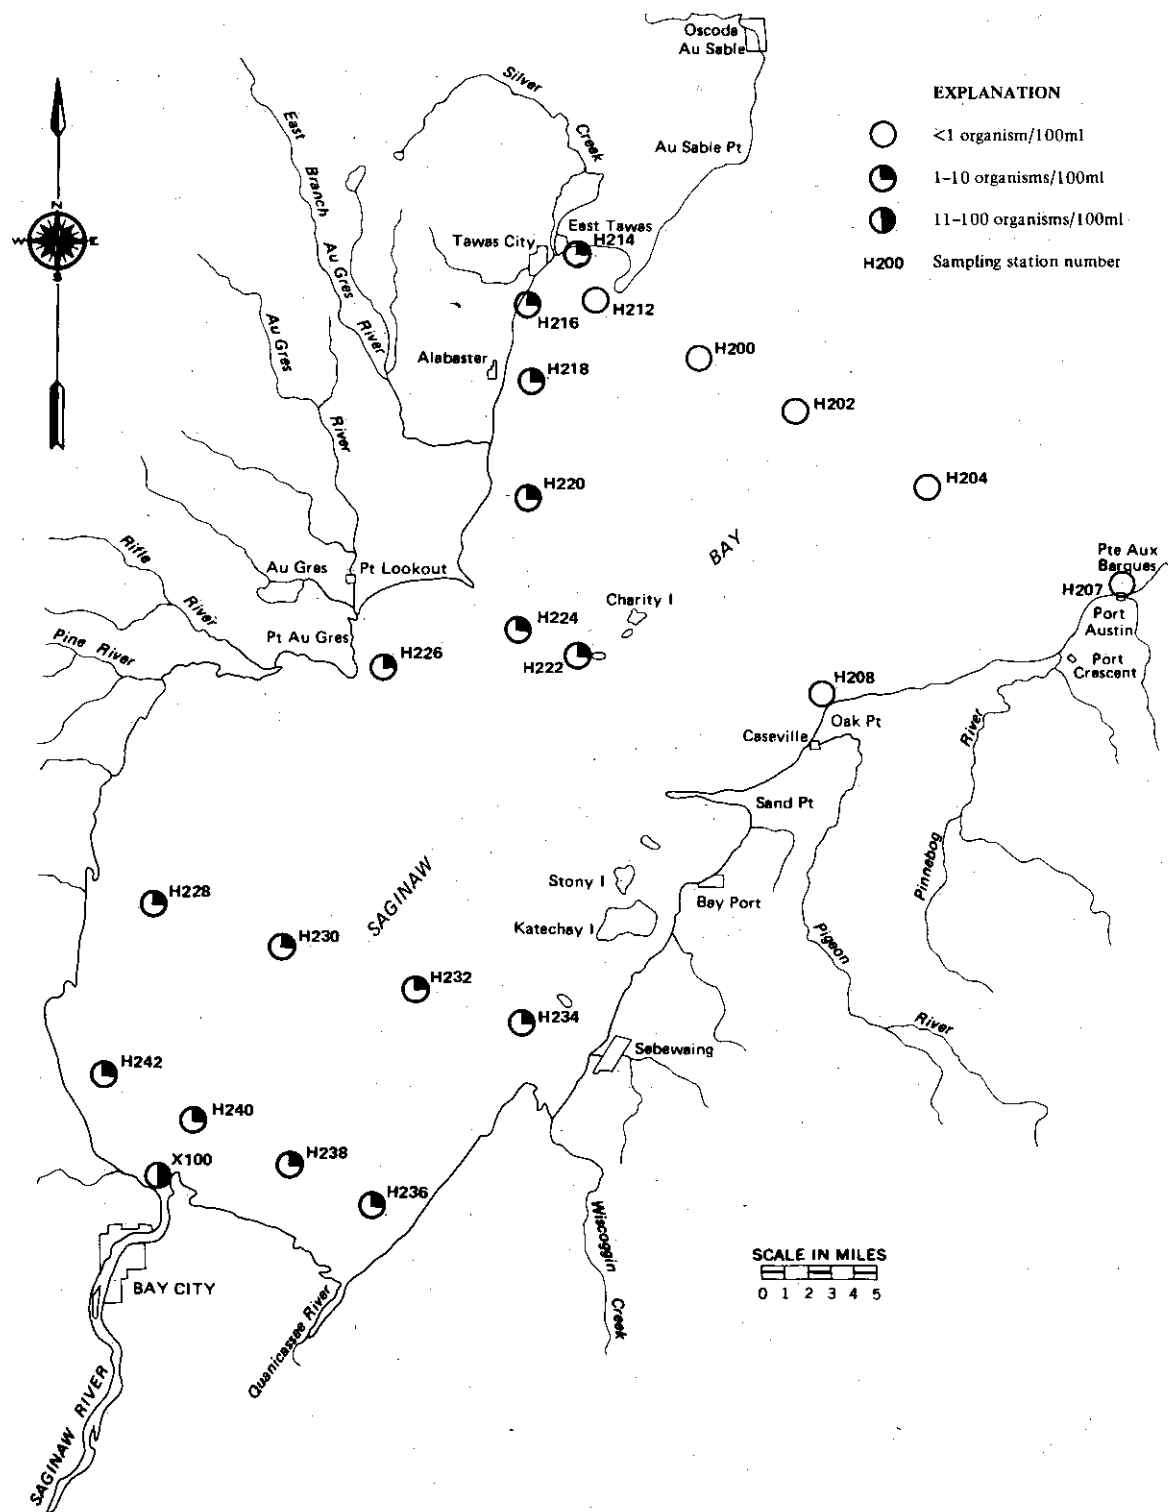 Oscoda
Au Sable
EXPLANATION
<1 organism/100ml
1-10 organisms/100ml
11-100 organisms/100ml
H200 Sampling station number
Silver
Creek
East
Branch
Au Gres
River
Au Sable Pt
N
W
E
S
East Tawas
Tawas City
H214
H212
H216
Au Gres
River
Alabaster
H218
H200
H202
H220
H204
BAY
Rifle
River
Au Gres
Pt Lookout
Pte Aux
Barques
H207
Port
Austin
Charity I
H224
Pine River
Pt Au Gres
H226
H222
Port
Crescent
H208
Oak Pt
Caseville
River
Pinnebog
Sand Pt
SAGINAW
Stony I
Bay Port
Katechay I
H228
H230
Pigeon
River
H232
H234
Sebewaing
H242
H240
H238
X100
H236
Wiscoggin
Creek
SCALE IN MILES
0 1 2 3 4 5
BAY CITY
Quanicassee River
SAGINAW RIVER